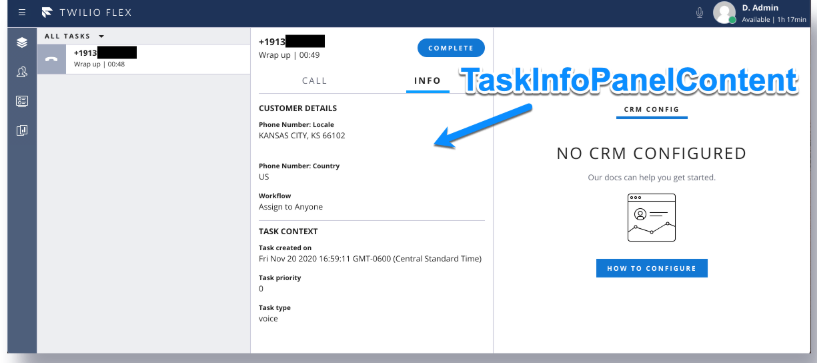 TWILIO FLEX
D. Admin
Available | 1h 17min
ALL TASKS
+1913
Wrap up | 00:48
+1913
Wrap up | 00:49
COMPLETE
CALL
INFO
TaskInfoPanelContent
CUSTOMER DETAILS
Phone Number: Locale
KANSAS CITY, KS 66102
Phone Number: Country
US
Workflow
Assign to Anyone
TASK CONTEXT
Task created on
Fri Nov 20 2020 16:59:11 GMT-0600 (Central Standard Time)
Task priority
0
Task type
voice
CRM CONFIG
NO CRM CONFIGURED
Our docs can help you get started.
HOW TO CONFIGURE